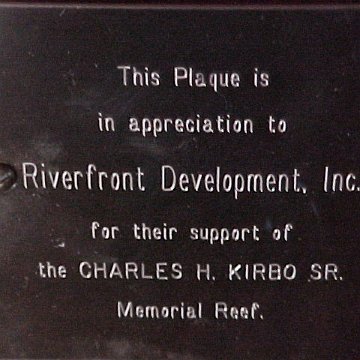 This Plaque is
in appreciation to
Riverfront Development, Inc.
for their support of
the CHARLES H. KIRBO SR.
Memorial Reef.